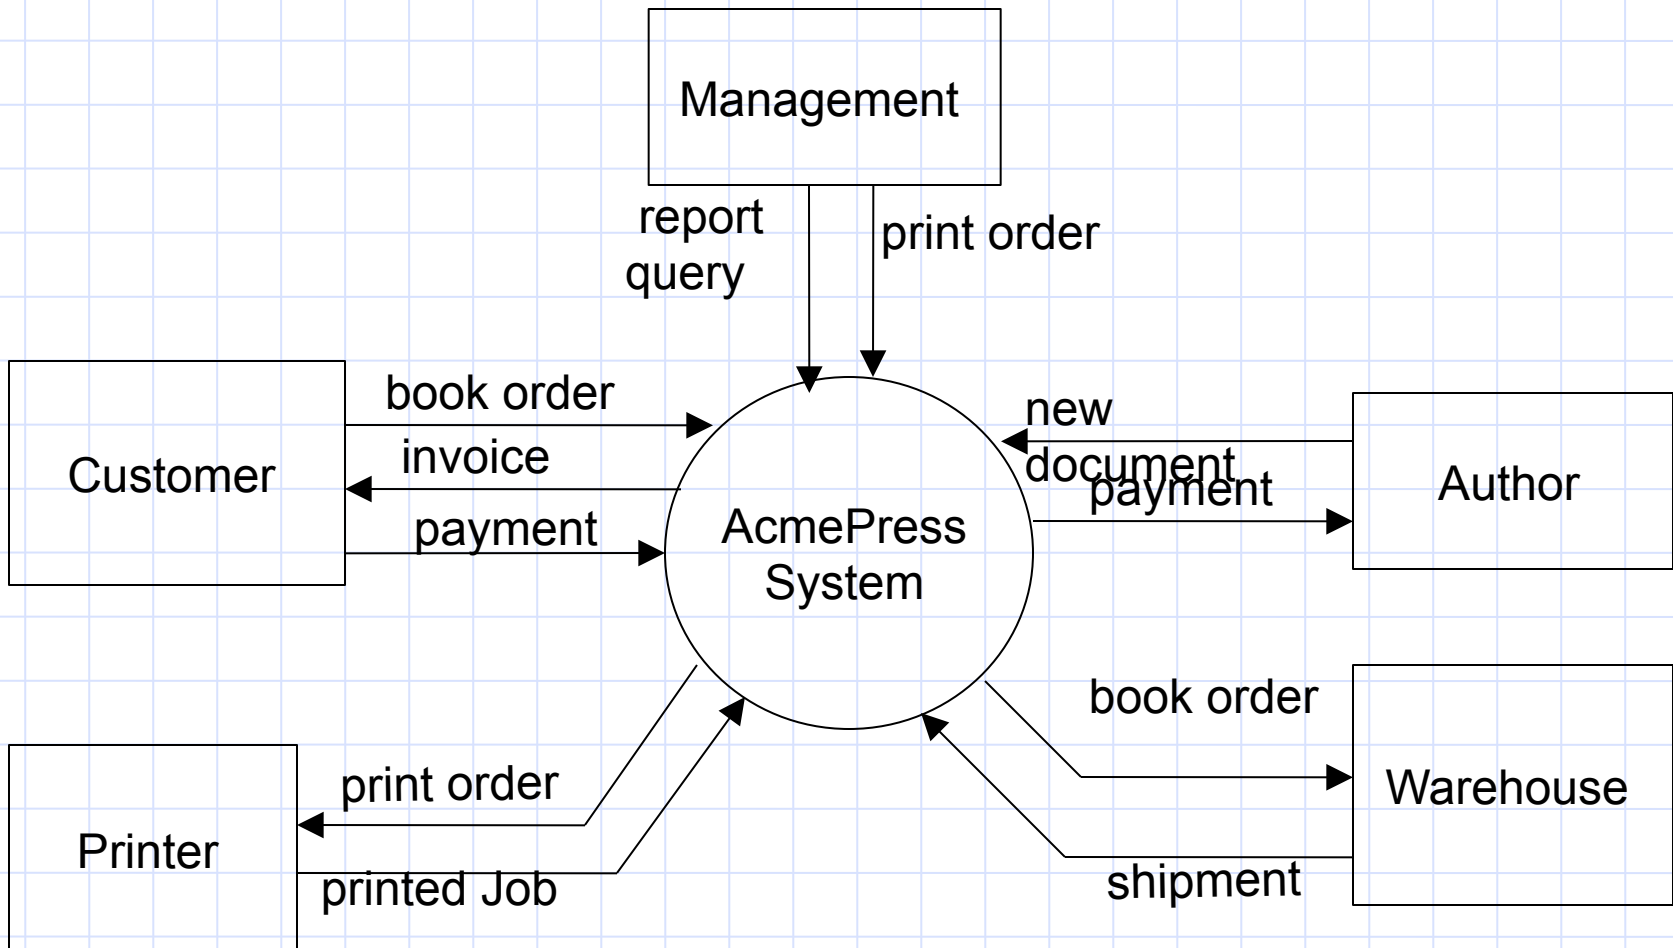 Management
report
query
print order
book order
invoice
payment
Customer
AcmePress
System
new
document
payment
Author
book order
Warehouse
shipment
print order
Printer
printed Job